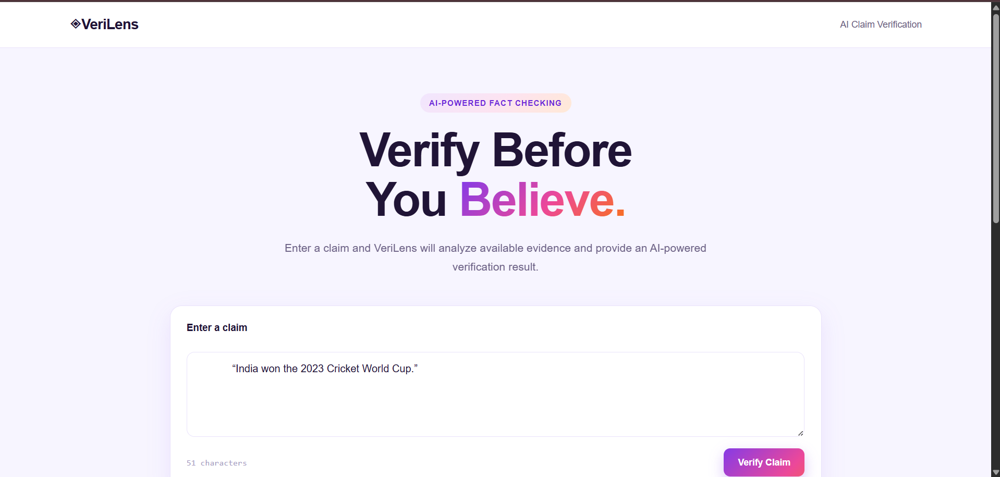 VeriLens
AI Claim Verification
AI-POWERED FACT CHECKING
Verify Before
You Believe.
Enter a claim and VeriLens will analyze available evidence and provide an AI-powered
verification result.
Enter a claim
“India won the 2023 Cricket World Cup.”
51 characters
Verify Claim